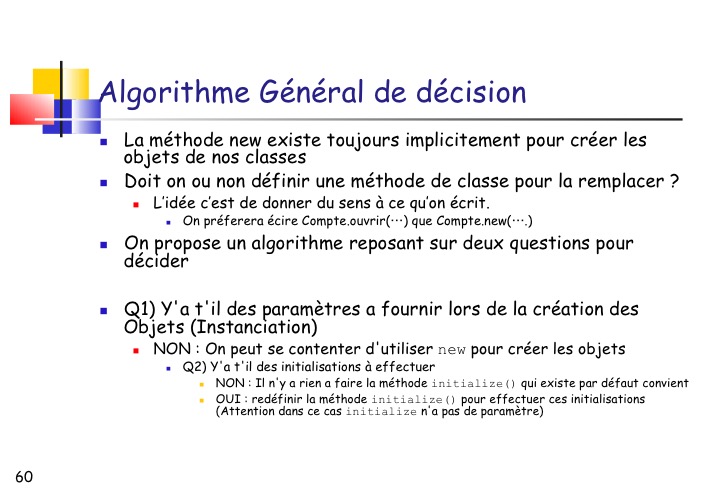 Algorithme Général de décision
La méthode new existe toujours implicitement pour créer les
objets de nos classes
Doit on ou non définir une méthode de classe pour la remplacer ?
L'idée c'est de donner du sens à ce qu'on écrit.
On préferera écire Compte.ouvrir(…) que Compte.new(….)
On propose un algorithme reposant sur deux questions pour
décider
Q1) Y'a t'il des paramètres a fournir lors de la création des
Objets (Instanciation)
NON : On peut se contenter d'utiliser new pour créer les objets
Q2) Y'a t'il des initialisations à effectuer
NON : Il n'y a rien a faire la méthode initialize() qui existe par défaut convient
OUI : redéfinir la méthode initialize() pour effectuer ces initialisations
(Attention dans ce cas initialize n'a pas de paramètre)
60